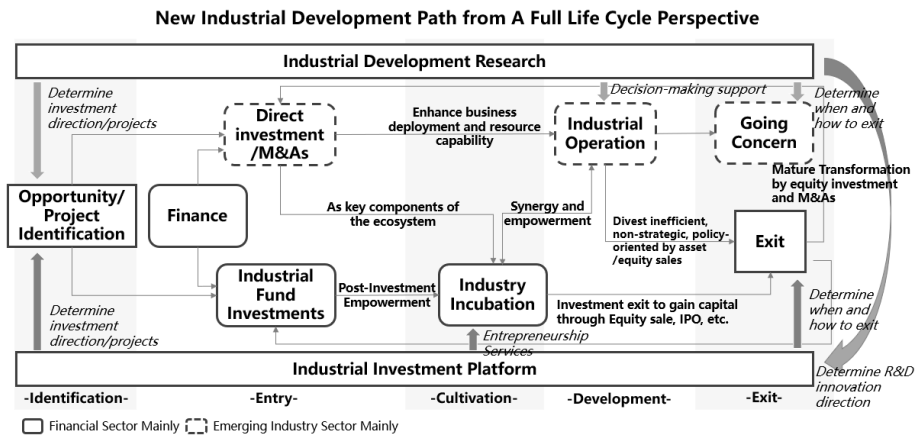 New Industrial Development Path from A Full Life Cycle Perspective
Industrial Development Research
Determine
investment
direction/projects
Decision-making support
Determine
when and
how to exit
Direct
investment
/M&As
Enhance business
deployment and resource
capability
Industrial
Operation
Going
Concern
Mature Transformation
by equity investment
and M&As
Opportunity/
Project
Identification
Finance
As key components of
the ecosystem
Synergy and
empowerment
Divest inefficient,
non-strategic, policy-
oriented by asset
/equity sales
Exit
Industrial
Fund
Investments
Post-Investment
Empowerment
Industry
Incubation
Investment exit to gain capital
through Equity sale, IPO, etc.
Determine
when and
how to exit
Determine
investment
direction/projects
Entrepreneurship
Services
Industrial Investment Platform
Determine R&D
innovation
direction
-Identification-
-Entry-
-Cultivation-
-Development-
-Exit-
Financial Sector Mainly
Emerging Industry Sector Mainly